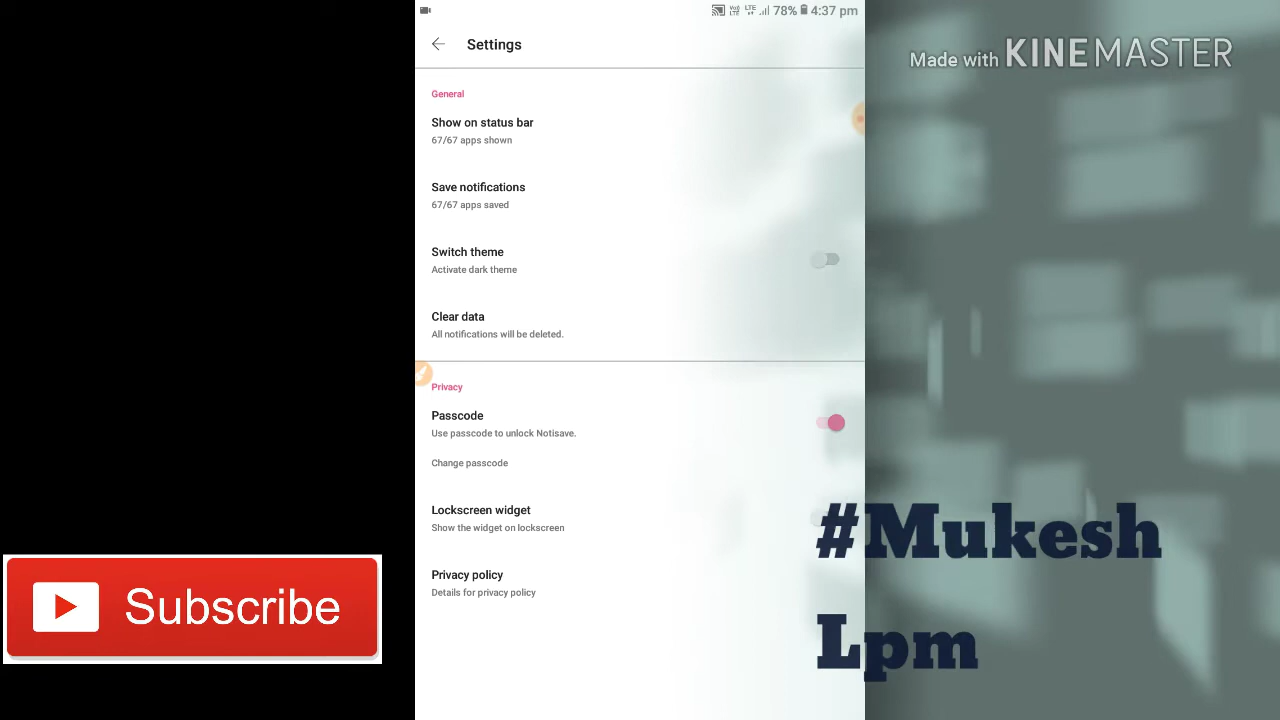 78% 4:37 pm
Settings
Made with KINEMASTER
General
Show on status bar
67/67 apps shown
Save notifications
67/67 apps saved
Switch theme
Activate dark theme
Clear data
All notifications will be deleted.
Privacy
Passcode
Use passcode to unlock Notisave.
Change passcode
Lockscreen widget
Show the widget on lockscreen
Privacy policy
Details for privacy policy
Subscribe
#Mukesh
Lpm